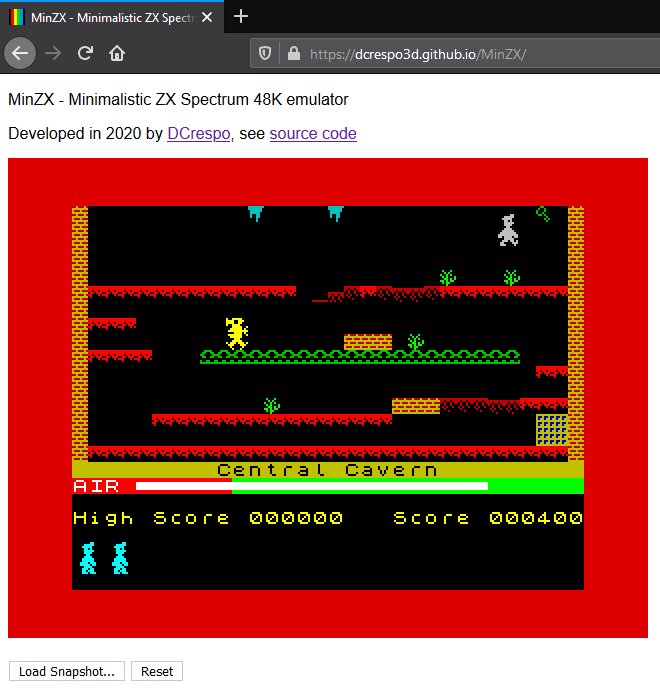 MinZX - Minimalistic ZX Spectr
https://dcrespo3d.github.io/MinZX/
MinZX - Minimalistic ZX Spectrum 48K emulator
Developed in 2020 by DCrespo, see source code
Central Cavern
AIR
High Score 000000 Score 000400
Load Snapshot... Reset